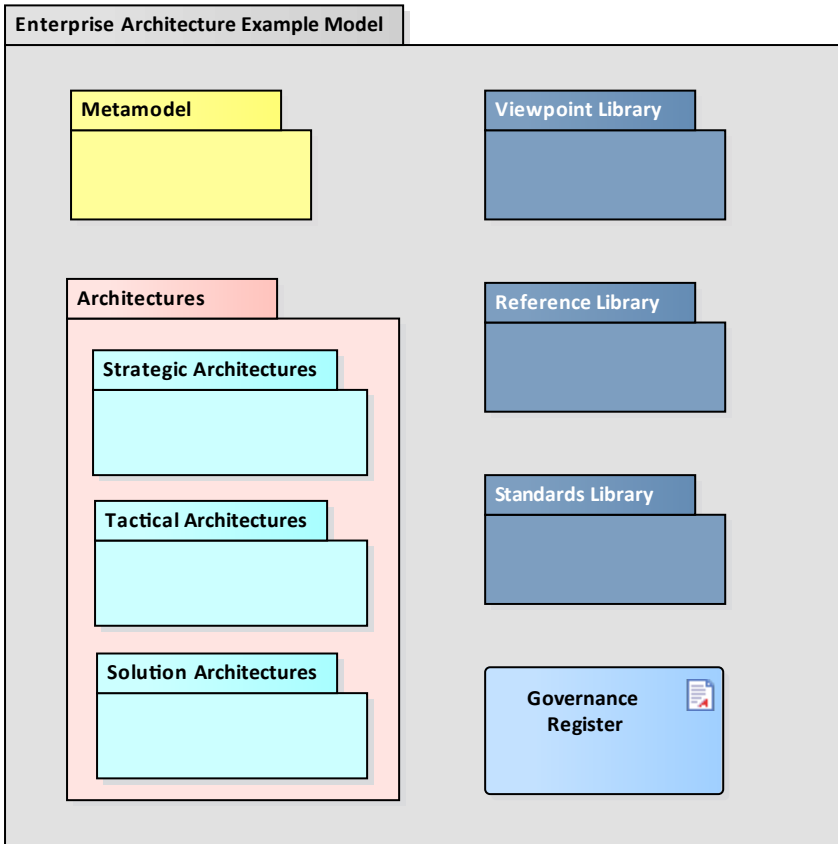 Enterprise Architecture Example Model
Metamodel
Viewpoint Library
Architectures
Reference Library
Strategic Architectures
Standards Library
Tactical Architectures
Solution Architectures
Governance
Register